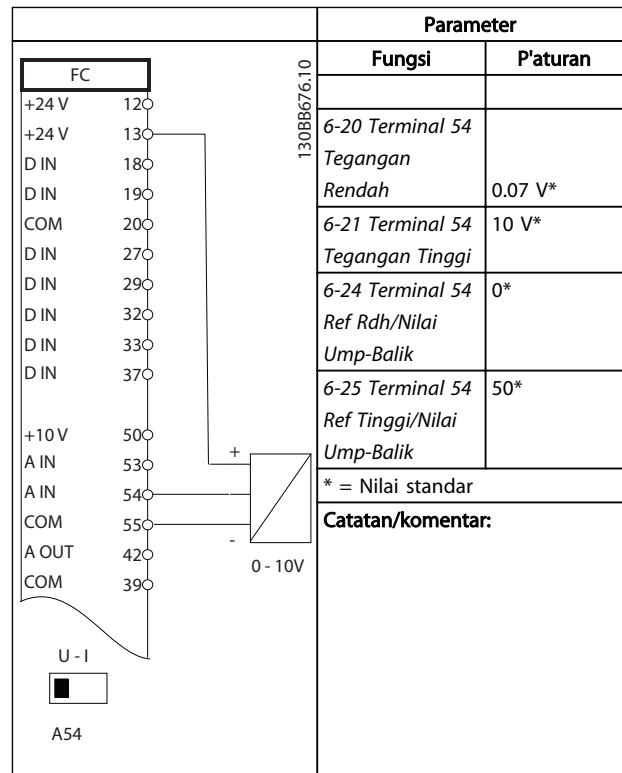 FC
+24 V 12
+24 V 13
D IN 18
D IN 19
COM 20
D IN 27
D IN 29
D IN 32
D IN 33
D IN 37
+10 V 50
A IN 53
A IN 54
COM 55
A OUT 42
COM 39
+
-
0 - 10V
U - I
A54
130BB676.10
Parameter
Fungsi P'aturan
6-20 Terminal 54
Tegangan
Rendah 0.07 V*
6-21 Terminal 54 10 V*
Tegangan Tinggi
6-24 Terminal 54 0*
Ref Rdh/Nilai
Ump-Balik
6-25 Terminal 54 50*
Ref Tinggi/Nilai
Ump-Balik
* = Nilai standar
Catatan/komentar: